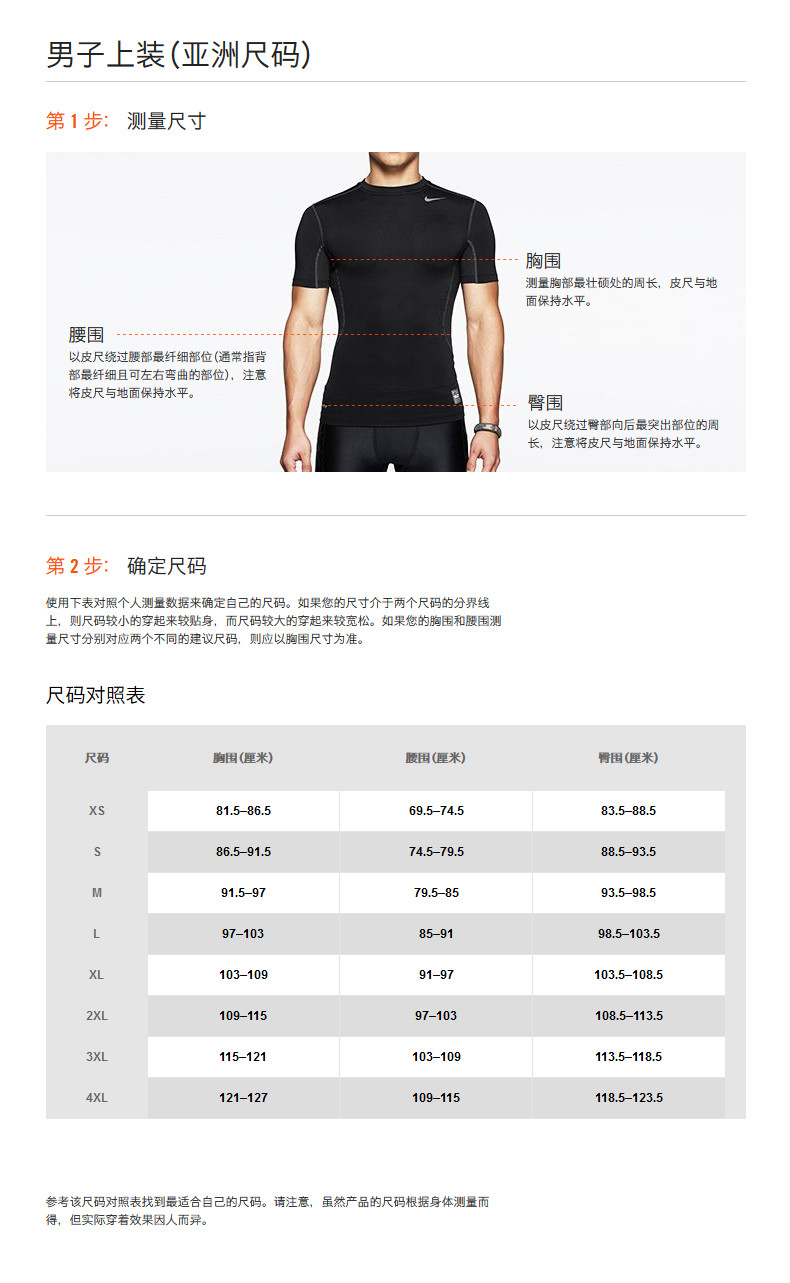 男子上装(亚洲尺码)
第 1 步: 测量尺寸
胸围
测量胸部最壮硕处的周长，皮尺与地
面保持水平。
腰围
以皮尺绕过腰部最纤细部位(通常指背
部最纤细且可左右弯曲的部位)，注意
将皮尺与地面保持水平。
臀围
以皮尺绕过臀部向后最突出部位的周
长，注意将皮尺与地面保持水平。
第 2 步: 确定尺码
使用下表对照个人测量数据来确定自己的尺码。如果您的尺寸介于两个尺码的分界线
上，则尺码较小的穿起来较贴身，而尺码较大的穿起来较宽松。如果您的胸围和腰围测
量尺寸分别对应两个不同的建议尺码，则应以胸围尺寸为准。
尺码对照表
尺码 胸围(厘米) 腰围(厘米) 臀围(厘米)
XS 81.5–86.5 69.5–74.5 83.5–88.5
S 86.5–91.5 74.5–79.5 88.5–93.5
M 91.5–97 79.5–85 93.5–98.5
L 97–103 85–91 98.5–103.5
XL 103–109 91–97 103.5–108.5
2XL 109–115 97–103 108.5–113.5
3XL 115–121 103–109 113.5–118.5
4XL 121–127 109–115 118.5–123.5
参考该尺码对照表找到最适合自己的尺码。请注意，虽然产品的尺码根据身体测量而
得，但实际穿着效果因人而异。